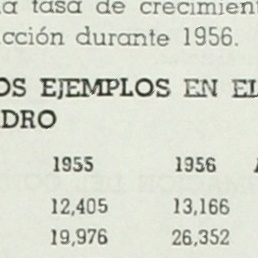 la tasa de crecimient
cción durante 1956.
OS EJEMPLOS EN EL
DRO
1955 1956
12,405 13,166
19,976 26,352